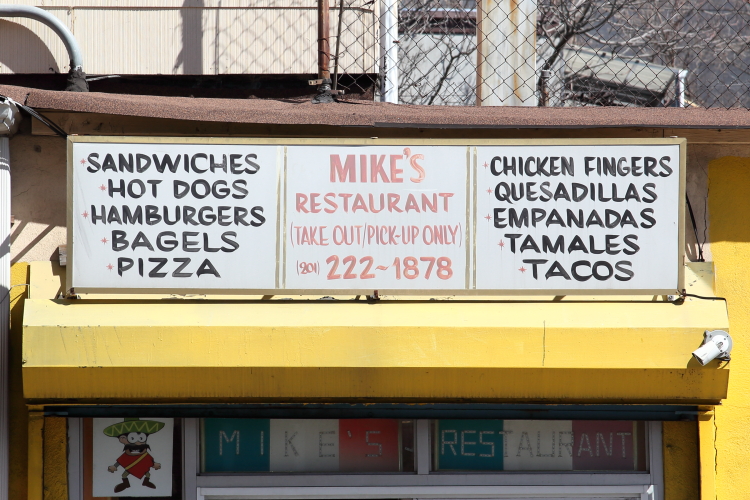 SANDWICHES
HOT DOGS
HAMBURGERS
BAGELS
PIZZA
MIKE'S
RESTAURANT
(TAKE OUT/PICK-UP ONLY)
(201) 222~1878
CHICKEN FINGERS
QUESADILLAS
EMPANADAS
TAMALES
TACOS
MIKE'S RESTAURANT